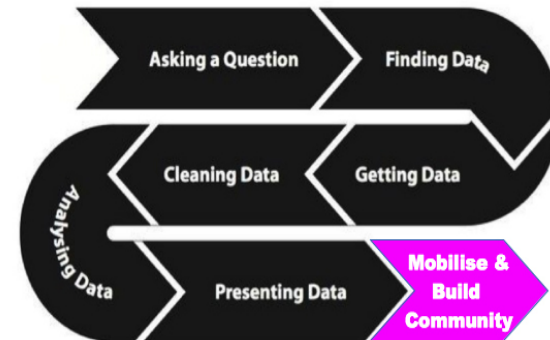 Asking a Question
Finding Data
Getting Data
Cleaning Data
Analysing Data
Presenting Data
Mobilise &
Build
Community